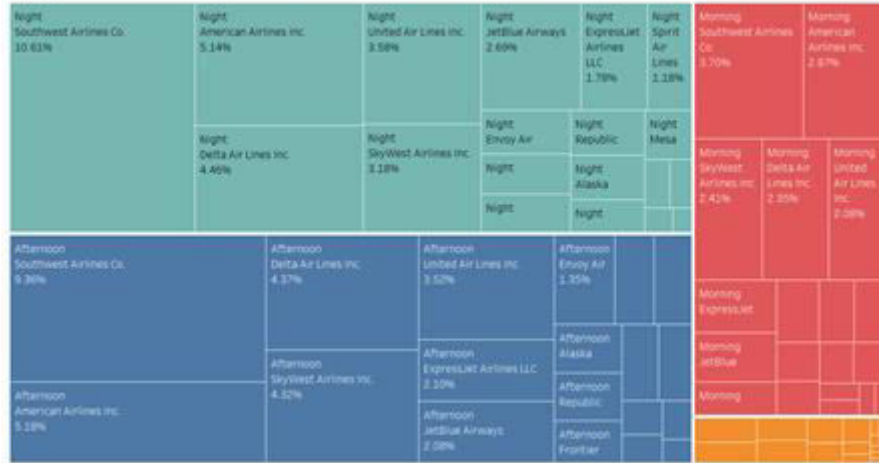 Night
Southwest Airlines Co.
10.61%
Night
American Airlines Inc.
5.14%
Night
Delta Air Lines Inc.
4.46%
Night
United Air Lines Inc.
3.58%
Night
SkyWest Airlines Inc.
3.18%
Night
JetBlue Airways
2.69%
Night
ExpressJet
Airlines
LLC
1.78%
Night
Spirit
Air
Lines
1.18%
Night
Envoy Air
Night
Night
Night
Republic
Night
Alaska
Night
Night
Mesa
Afternoon
Southwest Airlines Co.
9.36%
Afternoon
American Airlines Inc.
5.18%
Afternoon
Delta Air Lines Inc.
4.37%
Afternoon
SkyWest Airlines Inc.
4.32%
Afternoon
United Air Lines Inc.
3.52%
Afternoon
ExpressJet Airlines LLC
2.10%
Afternoon
JetBlue Airways
2.08%
Afternoon
Envoy Air
1.35%
Afternoon
Alaska
Afternoon
Republic
Afternoon
Frontier
Morning
Southwest Airlines
Co.
3.70%
Morning
American
Airlines Inc.
2.87%
Morning
SkyWest
Airlines Inc.
2.41%
Morning
Delta Air
Lines Inc.
2.35%
Morning
United
Air Lines
Inc.
2.08%
Morning
ExpressJet
Morning
JetBlue
Morning